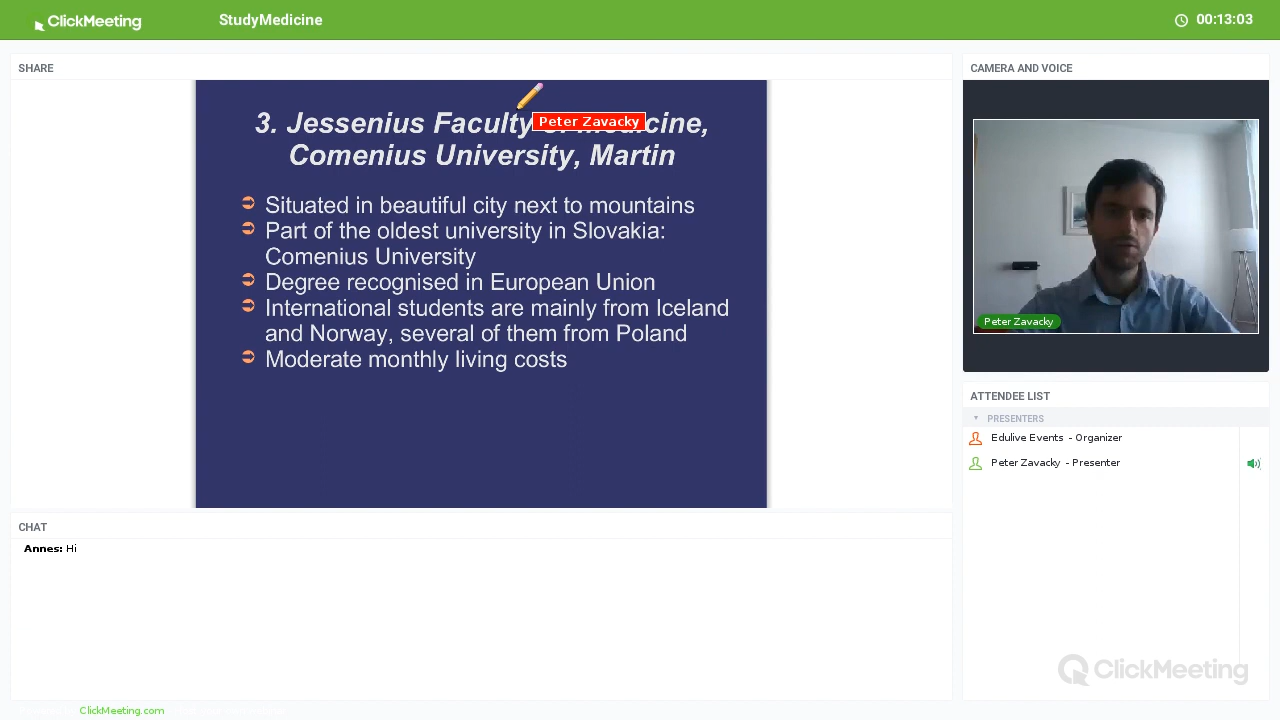 ClickMeeting
StudyMedicine
00:13:03
SHARE
3. Jessenius Faculty cine,
Peter Zavacky
Comenius University, Martin
Situated in beautiful city next to mountains
Part of the oldest university in Slovakia:
Comenius University
Degree recognised in European Union
International students are mainly from Iceland
and Norway, several of them from Poland
Moderate monthly living costs
CAMERA AND VOICE
Peter Zavacky
ATTENDEE LIST
PRESENTERS
Edulive Events - Organizer
Peter Zavacky - Presenter
CHAT
Annes: Hi
ClickMeeting
ClickMeeting.com